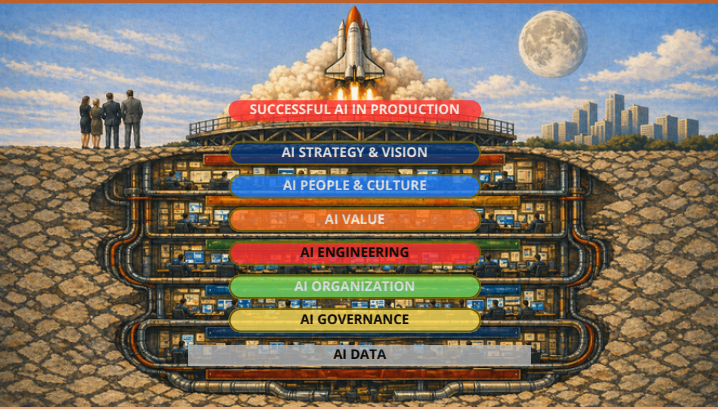 SUCCESSFUL AI IN PRODUCTION
AI STRATEGY & VISION
AI PEOPLE & CULTURE
AI VALUE
AI ENGINEERING
AI ORGANIZATION
AI GOVERNANCE
AI DATA